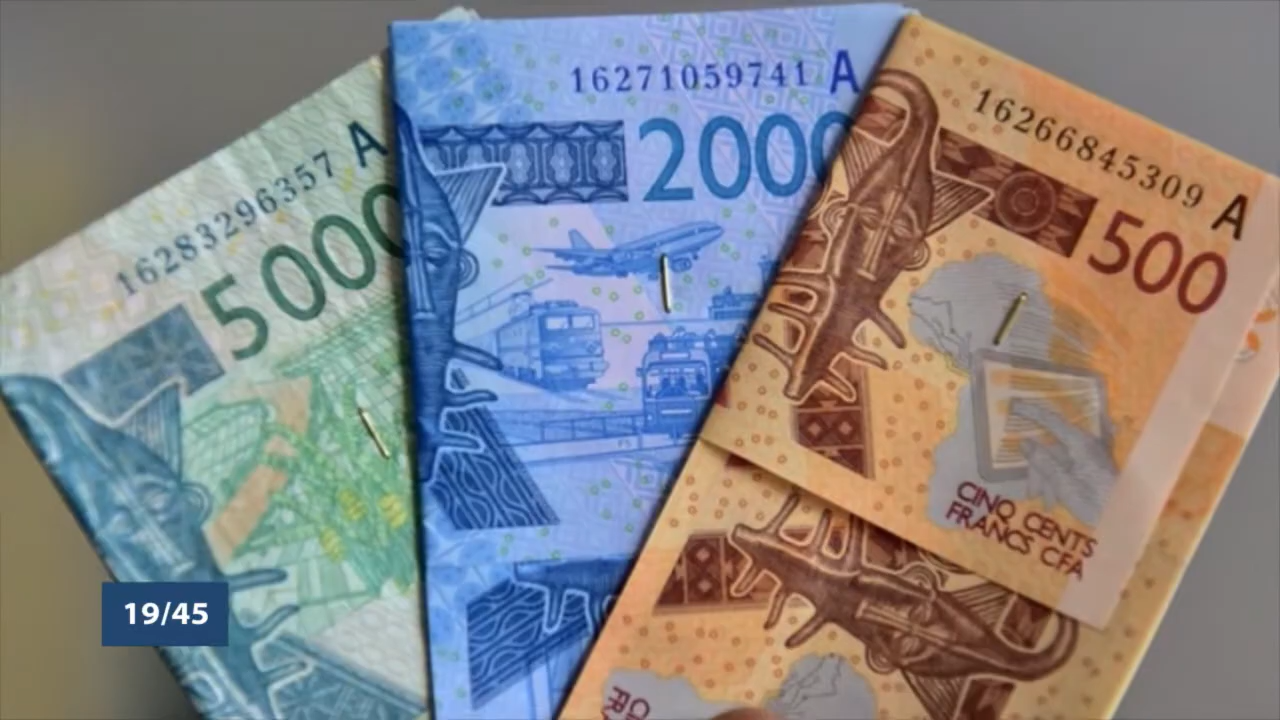 16283296357 A
5000
16271059741 A
2000
16266845309 A
500
CINQ CENTS
FRANCS CFA
19/45